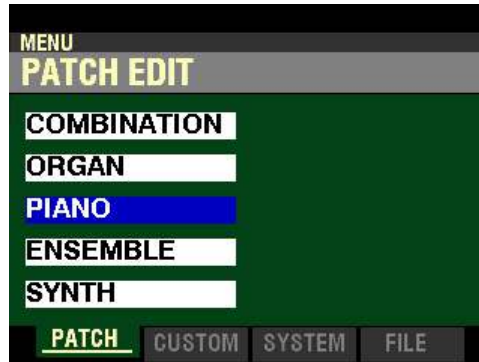 MENU
PATCH EDIT
COMBINATION
ORGAN
PIANO
ENSEMBLE
SYNTH
PATCH CUSTOM SYSTEM FILE